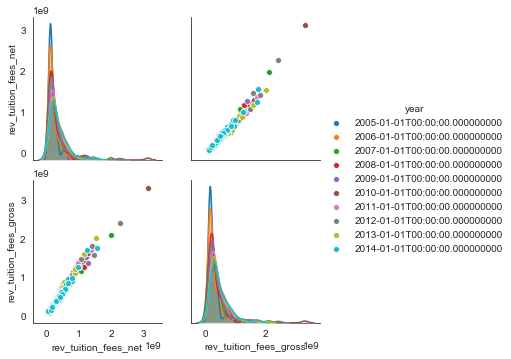 1e9
rev_tuition_fees_net
3
2
1
0
year
2005-01-01T00:00:00.000000000
2006-01-01T00:00:00.000000000
2007-01-01T00:00:00.000000000
2008-01-01T00:00:00.000000000
2009-01-01T00:00:00.000000000
2010-01-01T00:00:00.000000000
2011-01-01T00:00:00.000000000
2012-01-01T00:00:00.000000000
2013-01-01T00:00:00.000000000
2014-01-01T00:00:00.000000000
1e9
rev_tuition_fees_gross
3
2
1
0
0 1 2 3
1e9
rev_tuition_fees_net
0 2
1e9
rev_tuition_fees_gross